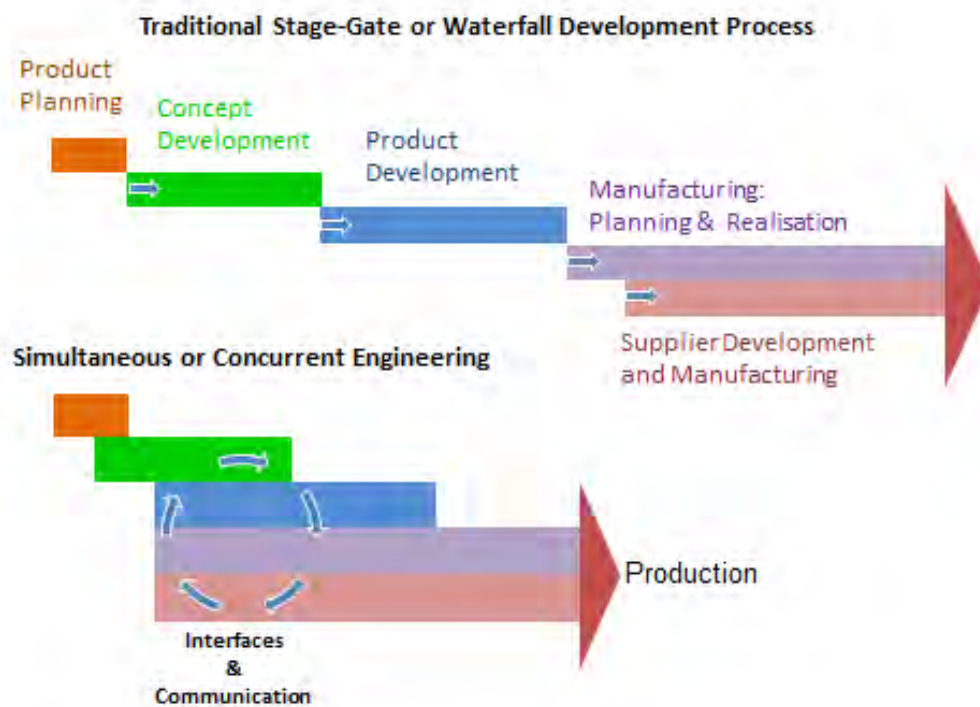 Traditional Stage-Gate or Waterfall Development Process
Product
Planning
Concept
Development
Product
Development
Manufacturing:
Planning & Realisation
Supplier Development
and Manufacturing
Simultaneous or Concurrent Engineering
Production
Interfaces
&
Communication